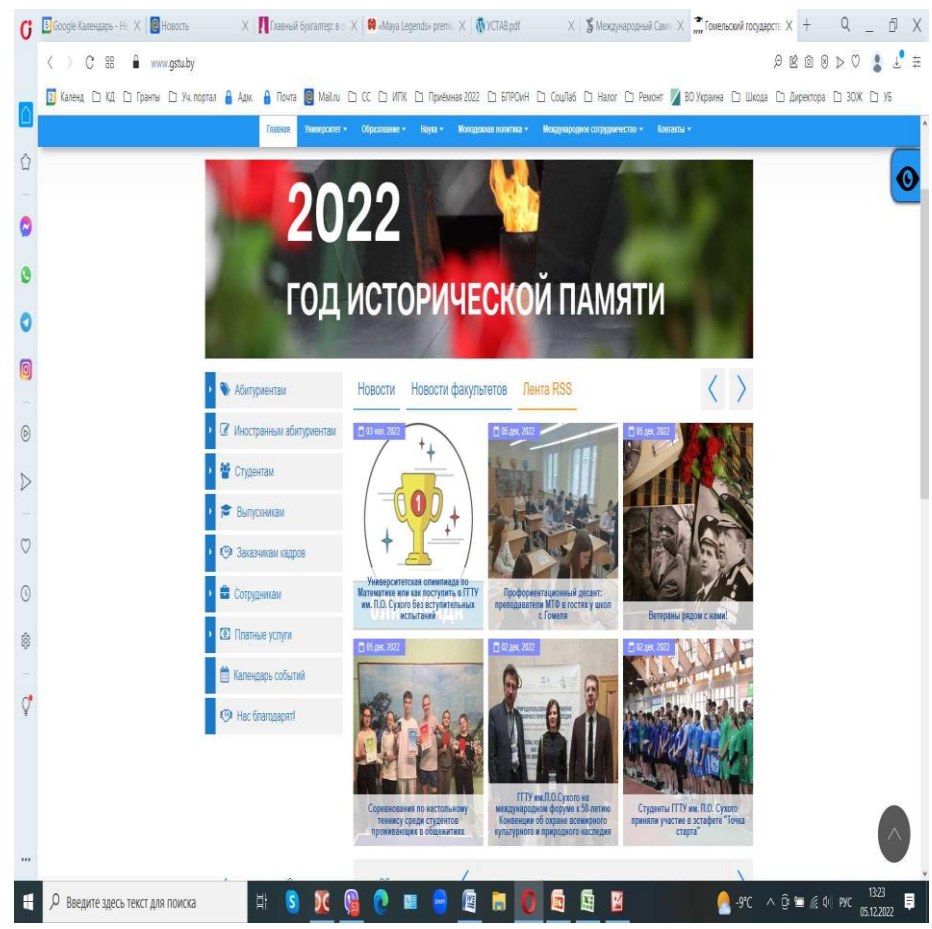 Google Календарь - Не
Новость
Главный бухгалтер: в о
«Maya Legends» premi
УСТАВ.pdf
Международный Самм
Гомельский государств
www.gstu.by
Календ
КД
Гранты
Уч. портал
Адм.
Почта
Mail.ru
СС
ИПК
Приёмная 2022
БПРОиН
СоцЛаб
Налог
Ремонт
ВО Украина
Школа
Директора
ЗОЖ
УБ
Главная
Университет
Образование
Наука
Молодежная политика
Международное сотрудничество
Контакты
2022
ГОД ИСТОРИЧЕСКОЙ ПАМЯТИ
Абитуриентам
Иностранным абитуриентам
Студентам
Выпускникам
Заказчикам кадров
Сотрудникам
Платные услуги
Календарь событий
Нас благодарят!
Новости
Новости факультетов
Лента RSS
03 ноя, 2022
Университетская олимпиада по
Математике или как поступить в ГГТУ
им. П.О. Сухого без вступительных
испытаний
05 дек, 2022
Профориентационный десант:
преподаватели МТФ в гостях у школ
г. Гомеля
05 дек, 2022
Ветераны рядом с нами!
05 дек, 2022
Соревнования по настольному
теннису среди студентов
проживающих в общежитиях
02 дек, 2022
ГГТУ им.П.О.Сухого на
международном форуме к 50-летию
Конвенции об охране всемирного
культурного и природного наследия
02 дек, 2022
Студенты ГГТУ им. П.О. Сухого
приняли участие в эстафете "Точка
старта"
Введите здесь текст для поиска
-9°C
РУС
13:23
05.12.2022